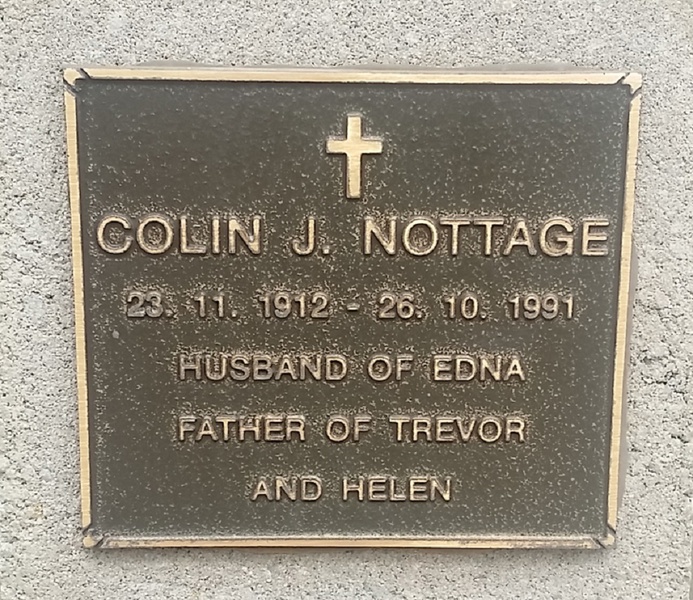 COLIN J. NOTTAGE
23. 11. 1912 - 26. 10. 1991
HUSBAND OF EDNA
FATHER OF TREVOR
AND HELEN